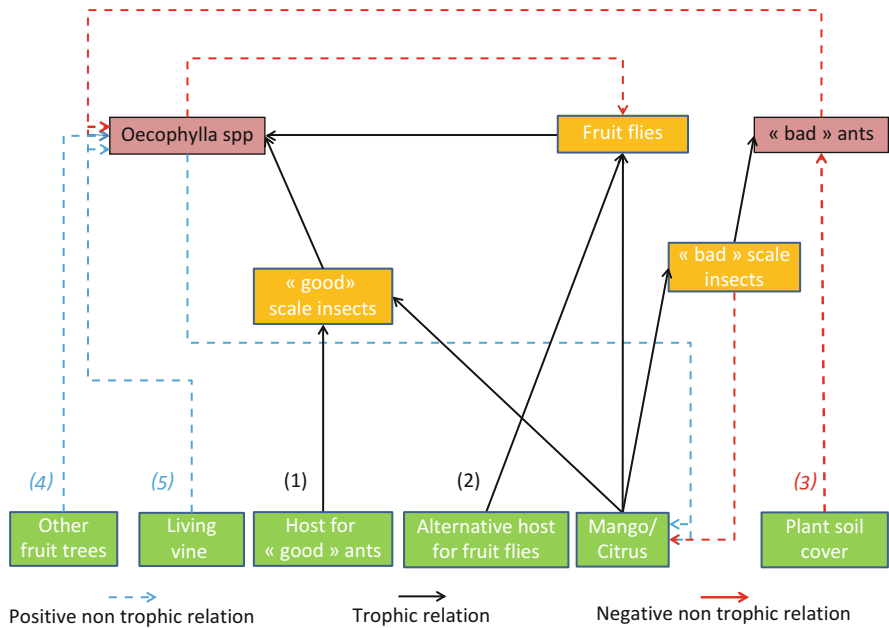 Oecophylla spp
Fruit flies
« bad » ants
« good»
scale insects
« bad » scale
insects
(4)
(5)
(1)
(2)
(3)
Other
fruit trees
Living
vine
Host for
« good » ants
Alternative host
for fruit flies
Mango/
Citrus
Plant soil
cover
Positive non trophic relation
Trophic relation
Negative non trophic relation